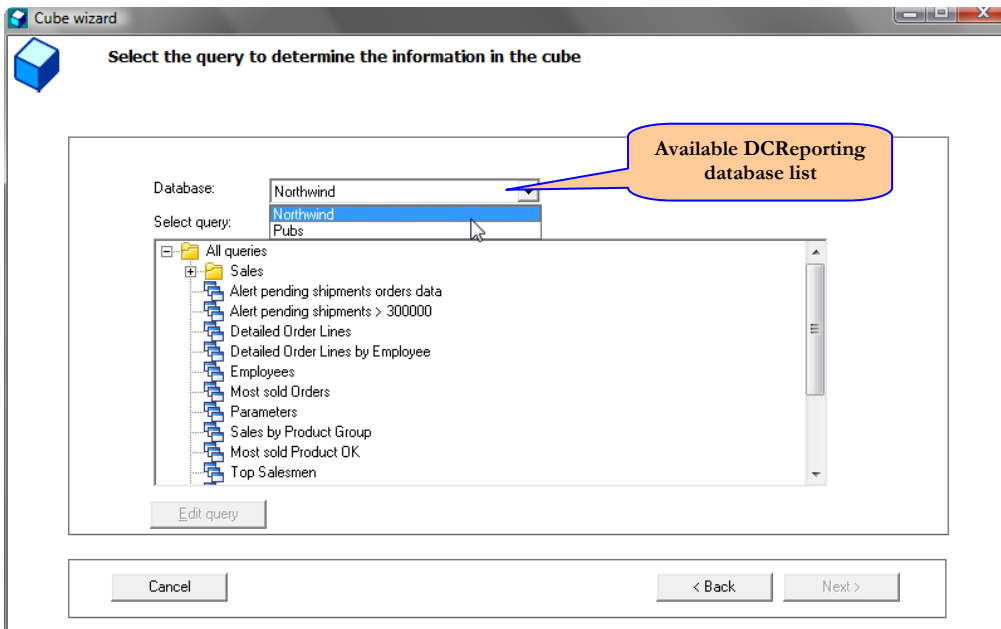 Cube wizard
Select the query to determine the information in the cube
Available DCReporting
database list
Database:
Northwind
Northwind
Pubs
Select query:
All queries
Sales
Alert pending shipments orders data
Alert pending shipments > 300000
Detailed Order Lines
Detailed Order Lines by Employee
Employees
Most sold Orders
Parameters
Sales by Product Group
Most sold Product OK
Top Salesmen
Edit query
Cancel
< Back
Next >